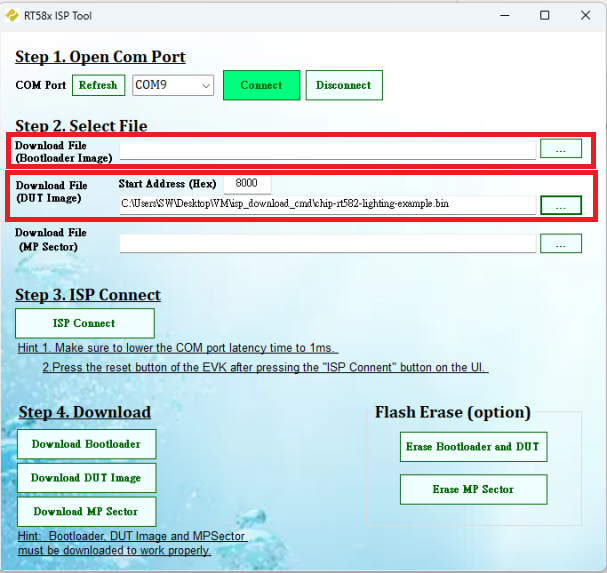 RT58x ISP Tool
Step 1. Open Com Port
COM Port Refresh COM9 Connect Disconnect
Step 2. Select File
Download File
(Bootloader Image) ...
Download File Start Address (Hex) 8000
(DUT Image) C:\Users\SW\Desktop\VM\isp_download_cmd\chip-rt582-lighting-example.bin ...
Download File
(MP Sector) ...
Step 3. ISP Connect
ISP Connect
Hint 1. Make sure to lower the COM port latency time to 1ms.
2.Press the reset button of the EVK after pressing the "ISP Connent" button on the UI.
Step 4. Download
Download Bootloader
Download DUT Image
Download MP Sector
Hint: Bootloader, DUT Image and MPSector
must be downloaded to work properly.
Flash Erase (option)
Erase Bootloader and DUT
Erase MP Sector